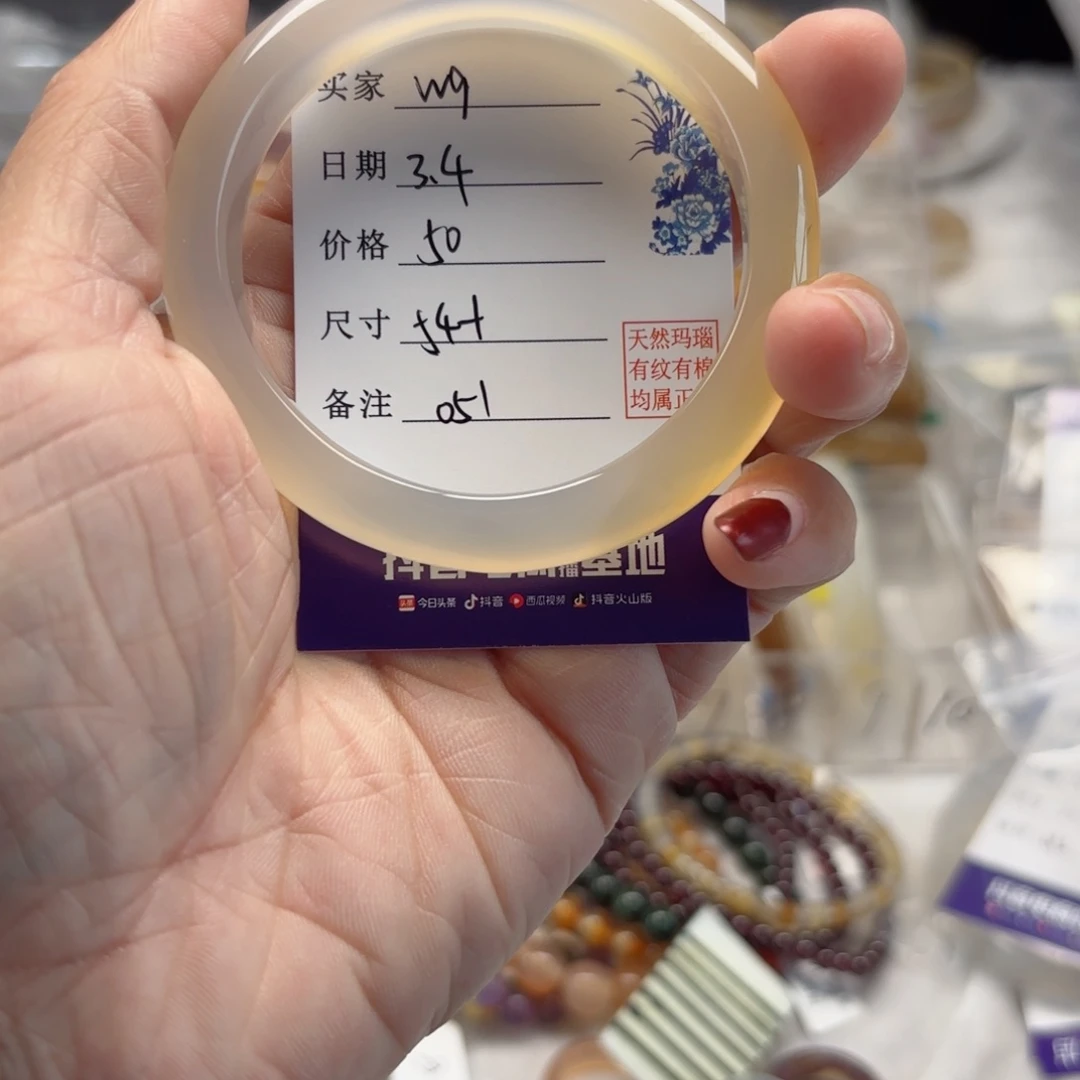 买家 wg
日期 3.4
价格 50
尺寸 54+
备注 051
天然玛瑙
有纹有棉
均属正
基地
今日头条 抖音 西瓜视频 抖音火山版